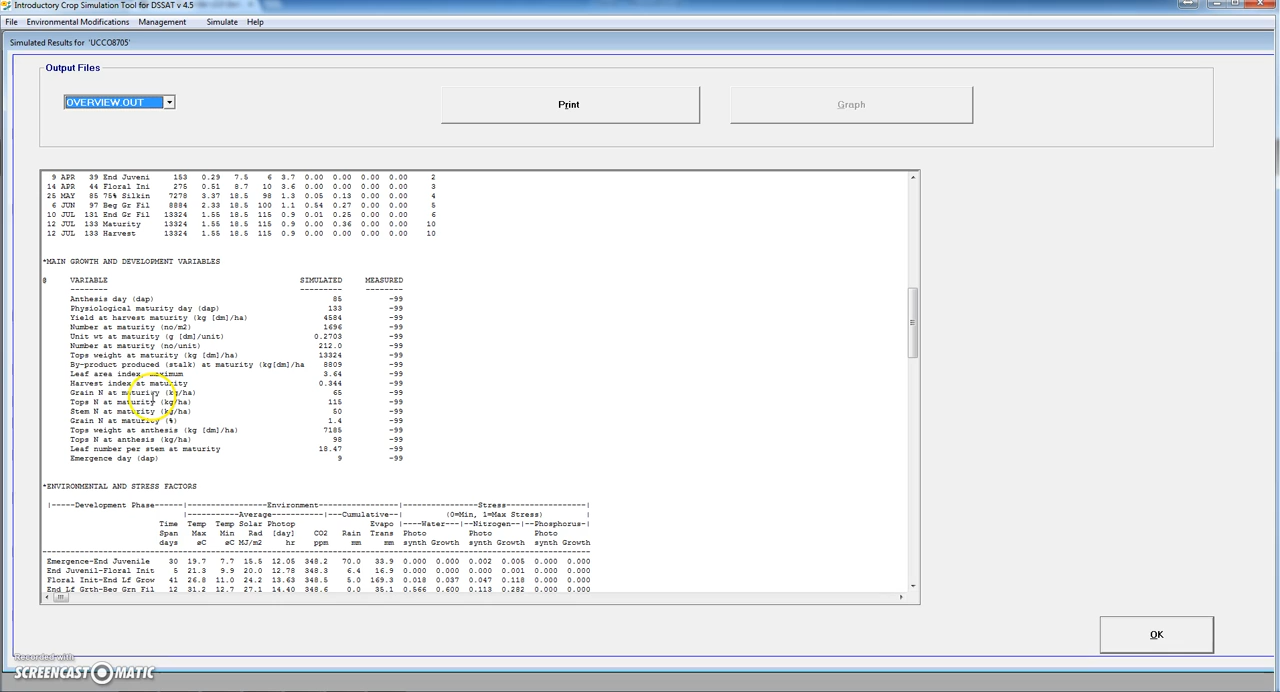 Introductory Crop Simulation Tool for DSSAT v 4.5
File Environmental Modifications Management Simulate Help
Simulated Results for 'UCCO8705'
Output Files
OVERVIEW.OUT
Print
Graph
9 APR 39 End Juveni 153 0.29 7.5 6 3.7 0.00 0.00 0.00 0.00 2
14 APR 44 Floral Ini 275 0.51 8.7 10 3.6 0.00 0.00 0.00 0.00 3
25 MAY 85 75% Silkin 7278 3.37 18.5 98 1.3 0.05 0.13 0.00 0.00 4
6 JUN 97 Beg Gr Fil 8884 2.33 18.5 100 1.1 0.54 0.27 0.00 0.00 5
10 JUL 131 End Gr Fil 13324 1.55 18.5 115 0.9 0.01 0.25 0.00 0.00 6
12 JUL 133 Maturity 13324 1.55 18.5 115 0.9 0.00 0.36 0.00 0.00 10
12 JUL 133 Harvest 13324 1.55 18.5 115 0.9 0.00 0.00 0.00 0.00 10
*MAIN GROWTH AND DEVELOPMENT VARIABLES
@ VARIABLE SIMULATED MEASURED
-------- --------- --------
Anthesis day (dap) 85 -99
Physiological maturity day (dap) 133 -99
Yield at harvest maturity (kg [dm]/ha) 4584 -99
Number at maturity (no/m2) 1696 -99
Unit wt at maturity (g [dm]/unit) 0.2703 -99
Number at maturity (no/unit) 212.0 -99
Tops weight at maturity (kg [dm]/ha) 13324 -99
By-product produced (stalk) at maturity (kg[dm]/ha 8809 -99
Leaf area index, maximum 3.64 -99
Harvest index at maturity 0.344 -99
Grain N at maturity (kg/ha) 65 -99
Tops N at maturity (kg/ha) 115 -99
Stem N at maturity (kg/ha) 50 -99
Grain N at maturity (%) 1.4 -99
Tops weight at anthesis (kg [dm]/ha) 7185 -99
Tops N at anthesis (kg/ha) 98 -99
Leaf number per stem at maturity 18.47 -99
Emergence day (dap) 9 -99
*ENVIRONMENTAL AND STRESS FACTORS
|-----Development Phase------|-------------------Environment--------------------|----------------Stress-----------------|
|--------Average--------|---Cumulative--| (0=Min, 1=Max Stress) |
Time Temp Temp Solar Photop Evapo |----Water---|--Nitrogen--|-Phosphorus-|
Span Max Min Rad [day] CO2 Rain Trans Photo Photo Photo
days øC øC MJ/m2 hr ppm mm mm synth Growth synth Growth synth Growth
Emergence-End Juvenile 30 19.7 7.7 15.5 12.05 348.2 70.0 33.9 0.000 0.000 0.002 0.005 0.000 0.000
End Juvenil-Floral Init 5 21.3 9.9 20.0 12.78 348.3 6.4 16.9 0.000 0.000 0.000 0.001 0.000 0.000
Floral Init-End Lf Grow 41 26.8 11.0 24.2 13.63 348.5 5.0 169.3 0.018 0.037 0.047 0.118 0.000 0.000
End Lf Grth-Beg Grn Fil 12 31.2 12.7 27.1 14.40 348.6 0.0 35.1 0.566 0.600 0.113 0.282 0.000 0.000
OK
Recorded with
SCREENCAST-O-MATIC